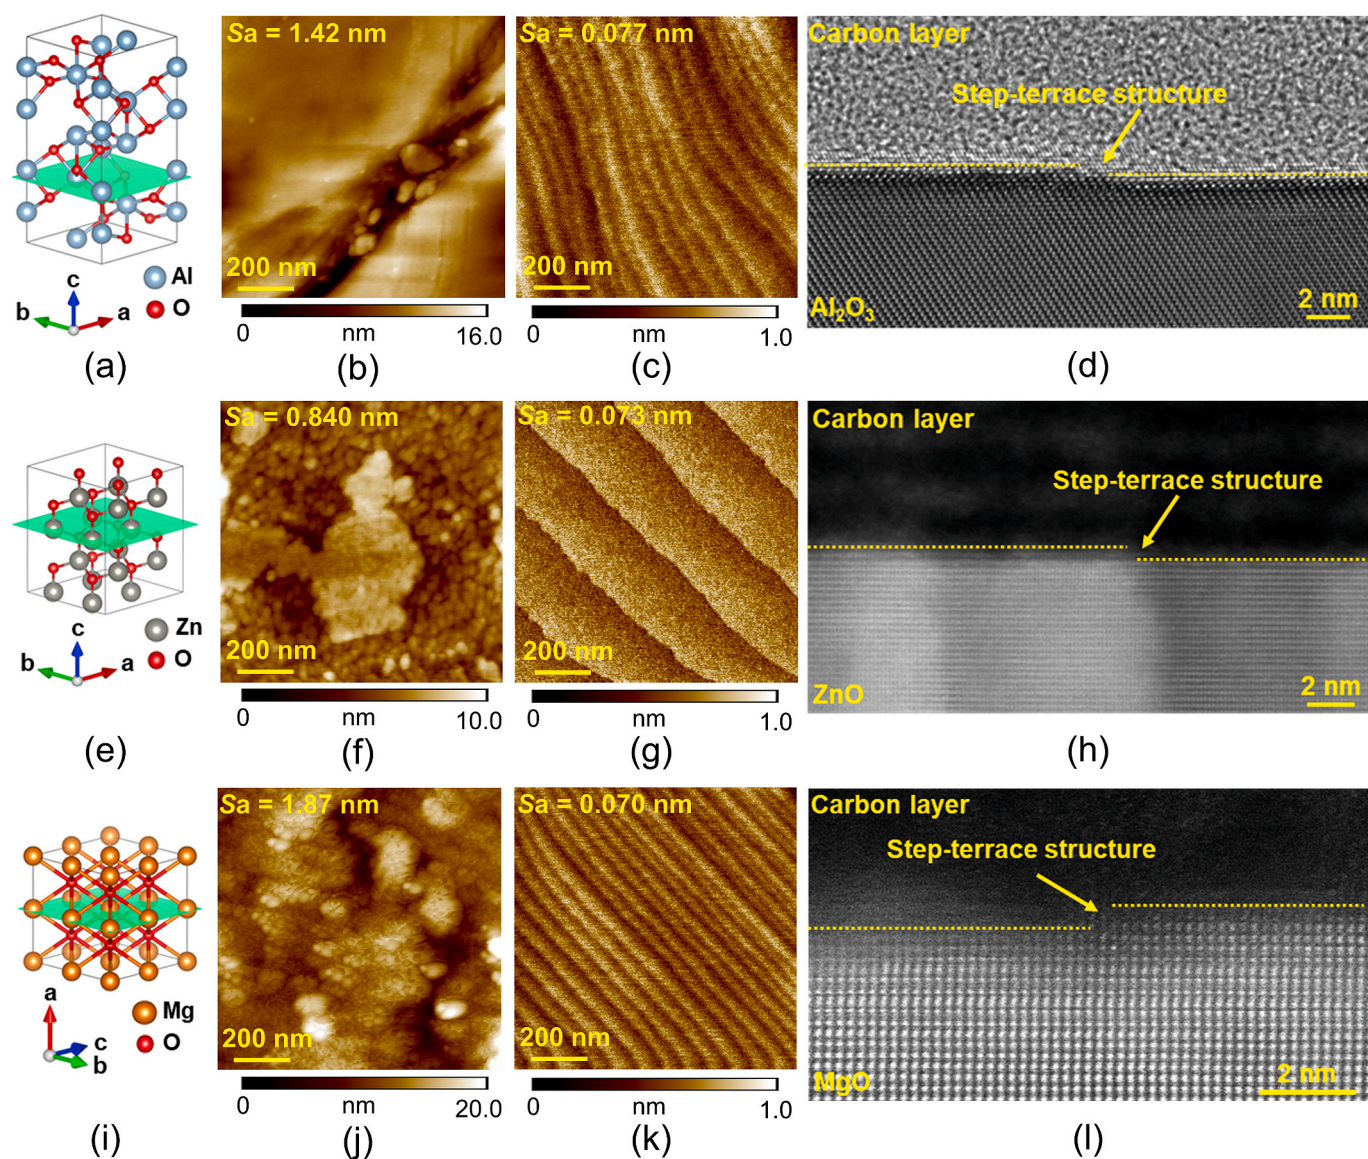 Sa = 1.42 nm
Sa = 0.077 nm
Carbon layer
Step-terrace structure
Al
O
c
b
a
200 nm
200 nm
Al2O3
2 nm
0
nm
16.0
0
nm
1.0
(a)
(b)
(c)
(d)
Sa = 0.840 nm
Sa = 0.073 nm
Carbon layer
Step-terrace structure
Zn
O
c
b
a
200 nm
200 nm
ZnO
2 nm
0
nm
10.0
0
nm
1.0
(e)
(f)
(g)
(h)
Sa = 1.87 nm
Sa = 0.070 nm
Carbon layer
Step-terrace structure
a
c
b
Mg
O
200 nm
200 nm
MgO
2 nm
0
nm
20.0
0
nm
1.0
(i)
(j)
(k)
(l)